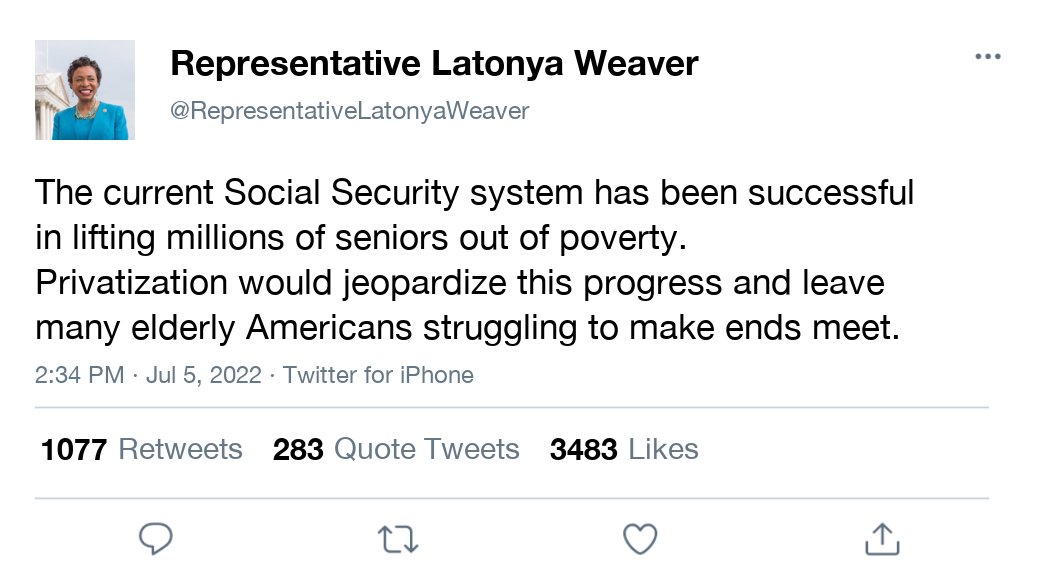 Representative Latonya Weaver
@RepresentativeLatonyaWeaver
The current Social Security system has been successful
in lifting millions of seniors out of poverty.
Privatization would jeopardize this progress and leave
many elderly Americans struggling to make ends meet.
2:34 PM · Jul 5, 2022 · Twitter for iPhone
1077 Retweets 283 Quote Tweets 3483 Likes